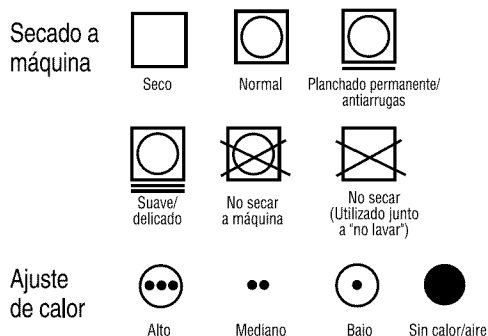 Secado a
máquina
Seco
Normal
Planchado permanente/
antiarrugas
Suave/
delicado
No secar
a máquina
No secar
(Utilizado junto
a "no lavar")
Ajuste
de calor
Alto
Mediano
Bajo
Sin calor/aire